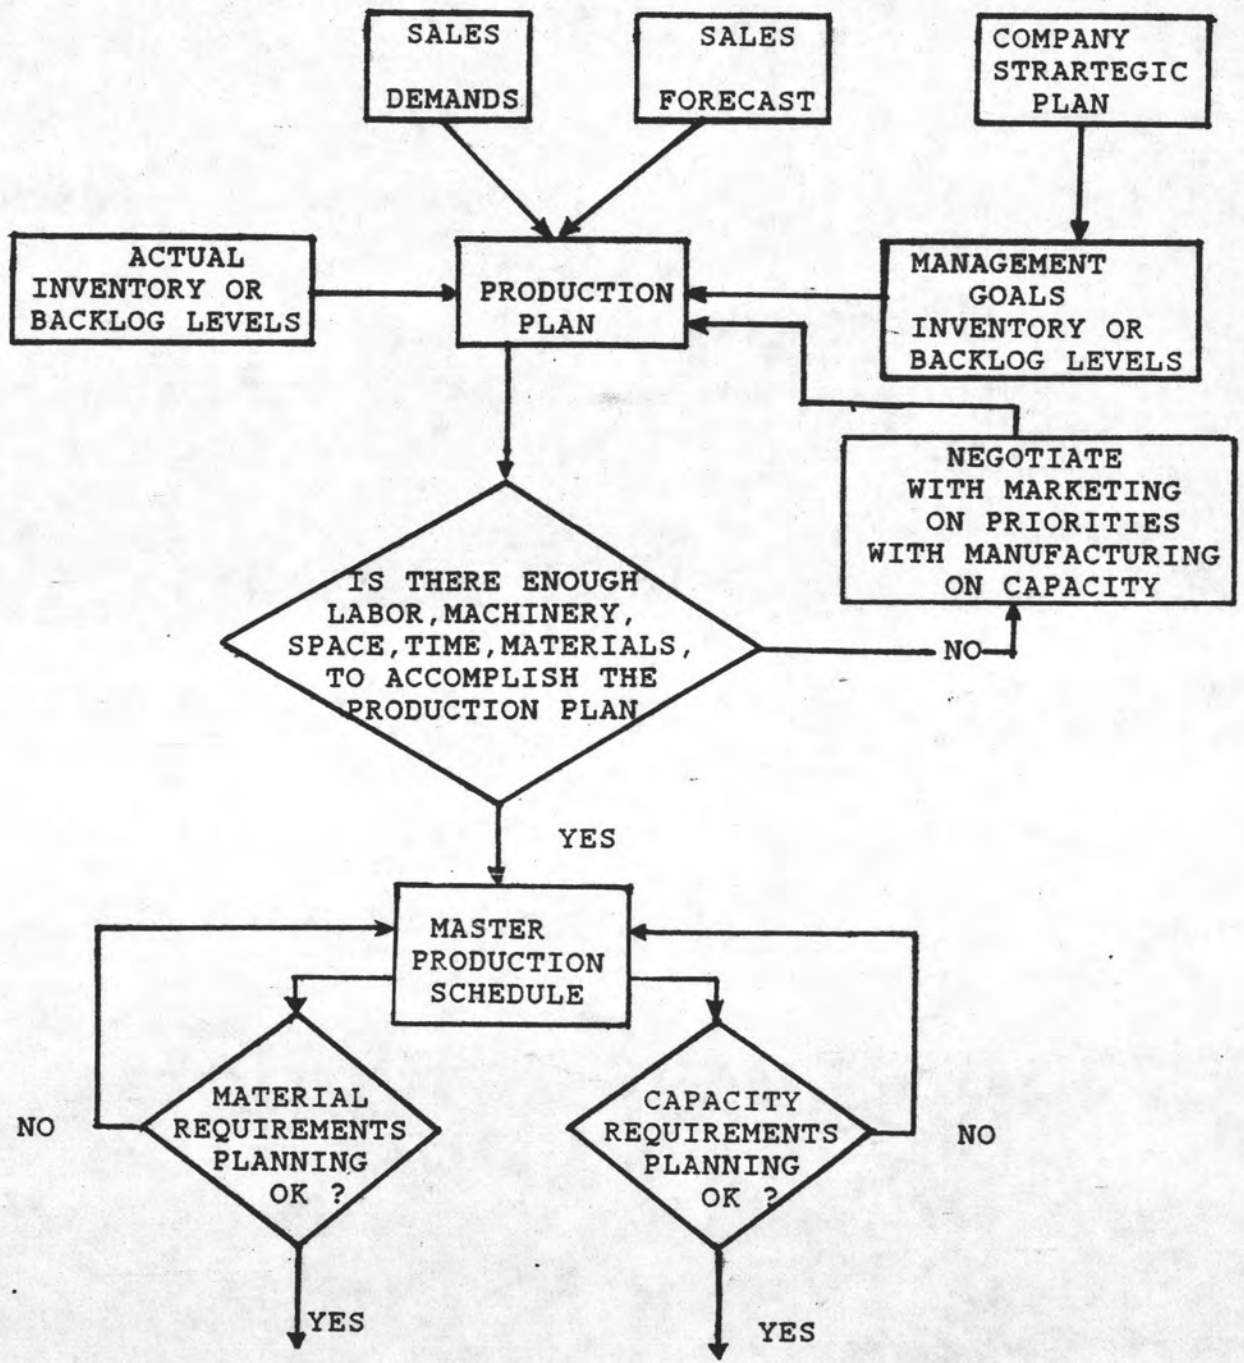 SALES
DEMANDS
SALES
FORECAST
COMPANY
STRARTEGIC
PLAN
ACTUAL
INVENTORY OR
BACKLOG LEVELS
PRODUCTION
PLAN
MANAGEMENT
GOALS
INVENTORY OR
BACKLOG LEVELS
NEGOTIATE
WITH MARKETING
ON PRIORITIES
WITH MANUFACTURING
ON CAPACITY
IS THERE ENOUGH
LABOR,MACHINERY,
SPACE,TIME,MATERIALS,
TO ACCOMPLISH THE
PRODUCTION PLAN
NO
YES
MASTER
PRODUCTION
SCHEDULE
NO
MATERIAL
REQUIREMENTS
PLANNING
OK ?
CAPACITY
REQUIREMENTS
PLANNING
OK ?
NO
YES
YES